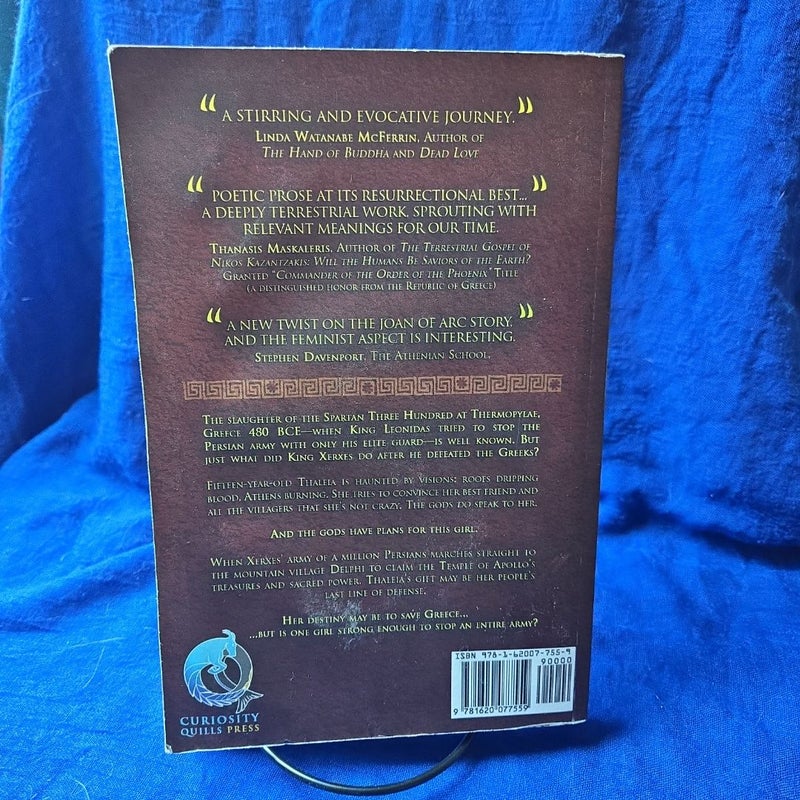 “ A STIRRING AND EVOCATIVE JOURNEY. ”
LINDA WATANABE MCFERRIN, AUTHOR OF
THE HAND OF BUDDHA AND DEAD LOVE
“ POETIC PROSE AT ITS RESURRECTIONAL BEST... ”
A DEEPLY TERRESTRIAL WORK, SPROUTING WITH
RELEVANT MEANINGS FOR OUR TIME.
THANASIS MASKALERIS, AUTHOR OF THE TERRESTRIAL GOSPEL OF
NIKOS KAZANTZAKIS: WILL THE HUMANS BE SAVIORS OF THE EARTH?
GRANTED "COMMANDER OF THE ORDER OF THE PHOENIX" TITLE
(A DISTINGUISHED HONOR FROM THE REPUBLIC OF GREECE)
“ A NEW TWIST ON THE JOAN OF ARC STORY, ”
AND THE FEMINIST ASPECT IS INTERESTING.
STEPHEN DAVENPORT, THE ATHENIAN SCHOOL.
THE SLAUGHTER OF THE SPARTAN THREE HUNDRED AT THERMOPYLAE,
GREECE 480 BCE—WHEN KING LEONIDAS TRIED TO STOP THE
PERSIAN ARMY WITH ONLY HIS ELITE GUARD—IS WELL KNOWN. BUT
JUST WHAT DID KING XERXES DO AFTER HE DEFEATED THE GREEKS?
FIFTEEN-YEAR-OLD THALEIA IS HAUNTED BY VISIONS: ROOFS DRIPPING
BLOOD, ATHENS BURNING. SHE TRIES TO CONVINCE HER BEST FRIEND AND
ALL THE VILLAGERS THAT SHE'S NOT CRAZY. THE GODS DO SPEAK TO HER.
AND THE GODS HAVE PLANS FOR THIS GIRL.
WHEN XERXES' ARMY OF A MILLION PERSIANS MARCHES STRAIGHT TO
THE MOUNTAIN VILLAGE DELPHI TO CLAIM THE TEMPLE OF APOLLO'S
TREASURES AND SACRED POWER, THALEIA'S GIFT MAY BE HER PEOPLE'S
LAST LINE OF DEFENSE.
HER DESTINY MAY BE TO SAVE GREECE...
...BUT IS ONE GIRL STRONG ENOUGH TO STOP AN ENTIRE ARMY?
ISBN 978-1-62007-755-9
90000
9 781620 077559
CURIOSITY
QUILLS PRESS